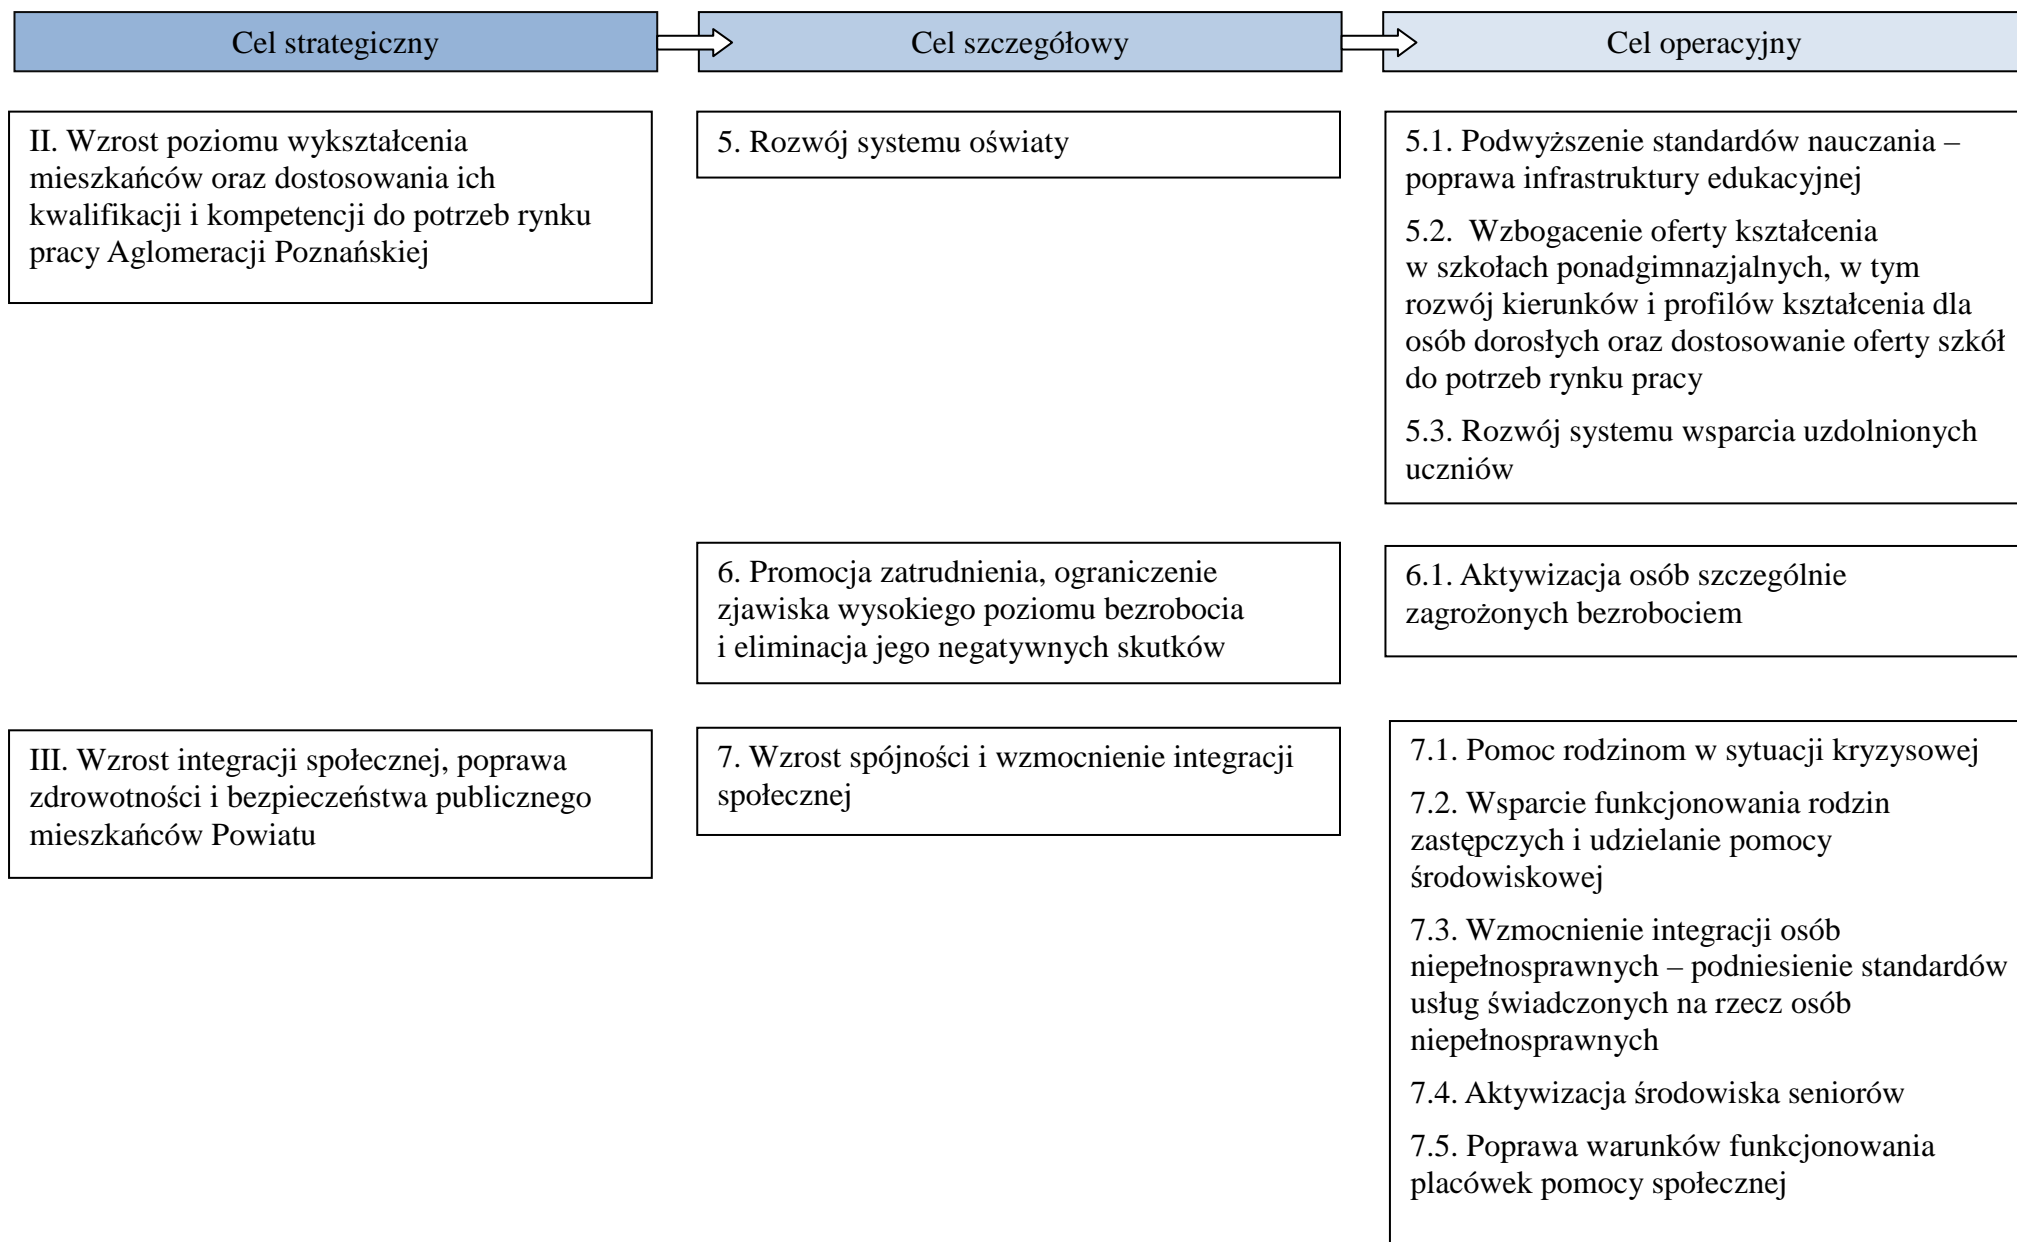 Cel strategiczny
Cel szczegółowy
Cel operacyjny
II. Wzrost poziomu wykształcenia
mieszkańców oraz dostosowania ich
kwalifikacji i kompetencji do potrzeb rynku
pracy Aglomeracji Poznańskiej
5. Rozwój systemu oświaty
5.1. Podwyższenie standardów nauczania –
poprawa infrastruktury edukacyjnej
5.2. Wzbogacenie oferty kształcenia
w szkołach ponadgimnazjalnych, w tym
rozwój kierunków i profilów kształcenia dla
osób dorosłych oraz dostosowanie oferty szkół
do potrzeb rynku pracy
5.3. Rozwój systemu wsparcia uzdolnionych
uczniów
6. Promocja zatrudnienia, ograniczenie
zjawiska wysokiego poziomu bezrobocia
i eliminacja jego negatywnych skutków
6.1. Aktywizacja osób szczególnie
zagrożonych bezrobociem
III. Wzrost integracji społecznej, poprawa
zdrowotności i bezpieczeństwa publicznego
mieszkańców Powiatu
7. Wzrost spójności i wzmocnienie integracji
społecznej
7.1. Pomoc rodzinom w sytuacji kryzysowej
7.2. Wsparcie funkcjonowania rodzin
zastępczych i udzielanie pomocy
środowiskowej
7.3. Wzmocnienie integracji osób
niepełnosprawnych – podniesienie standardów
usług świadczonych na rzecz osób
niepełnosprawnych
7.4. Aktywizacja środowiska seniorów
7.5. Poprawa warunków funkcjonowania
placówek pomocy społecznej